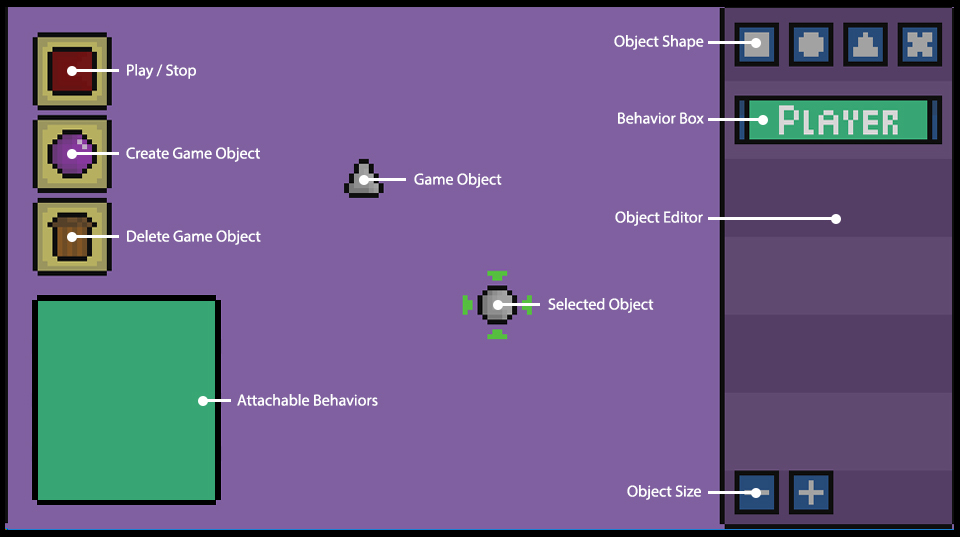 Play / Stop
Create Game Object
Delete Game Object
Attachable Behaviors
Game Object
Selected Object
Object Shape
Behavior Box
PLAYER
Object Editor
Object Size